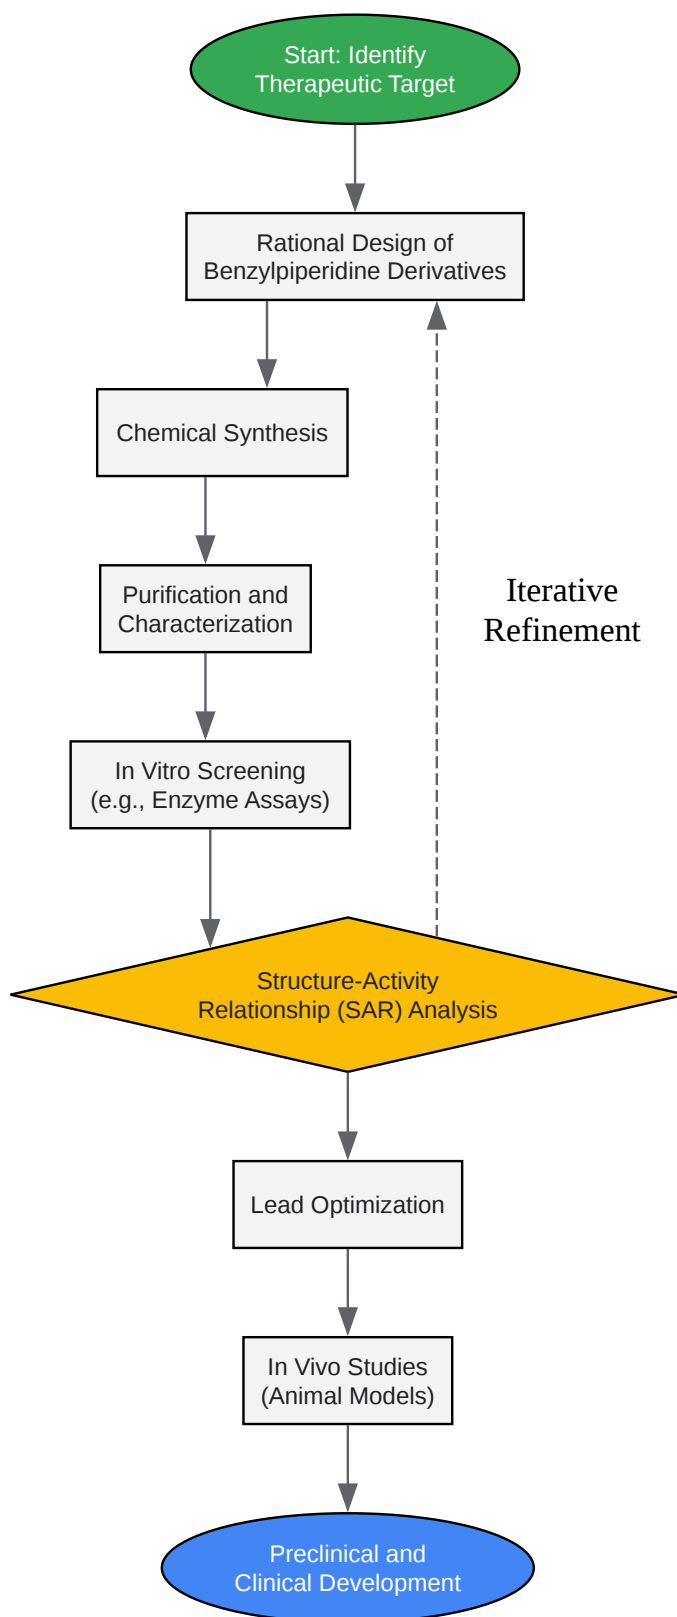 Start: Identify
Therapeutic Target
Rational Design of
Benzylpiperidine Derivatives
Chemical Synthesis
Purification and
Characterization
Iterative
Refinement
In Vitro Screening
(e.g., Enzyme Assays)
Structure-Activity
Relationship (SAR) Analysis
Lead Optimization
In Vivo Studies
(Animal Models)
Preclinical and
Clinical Development